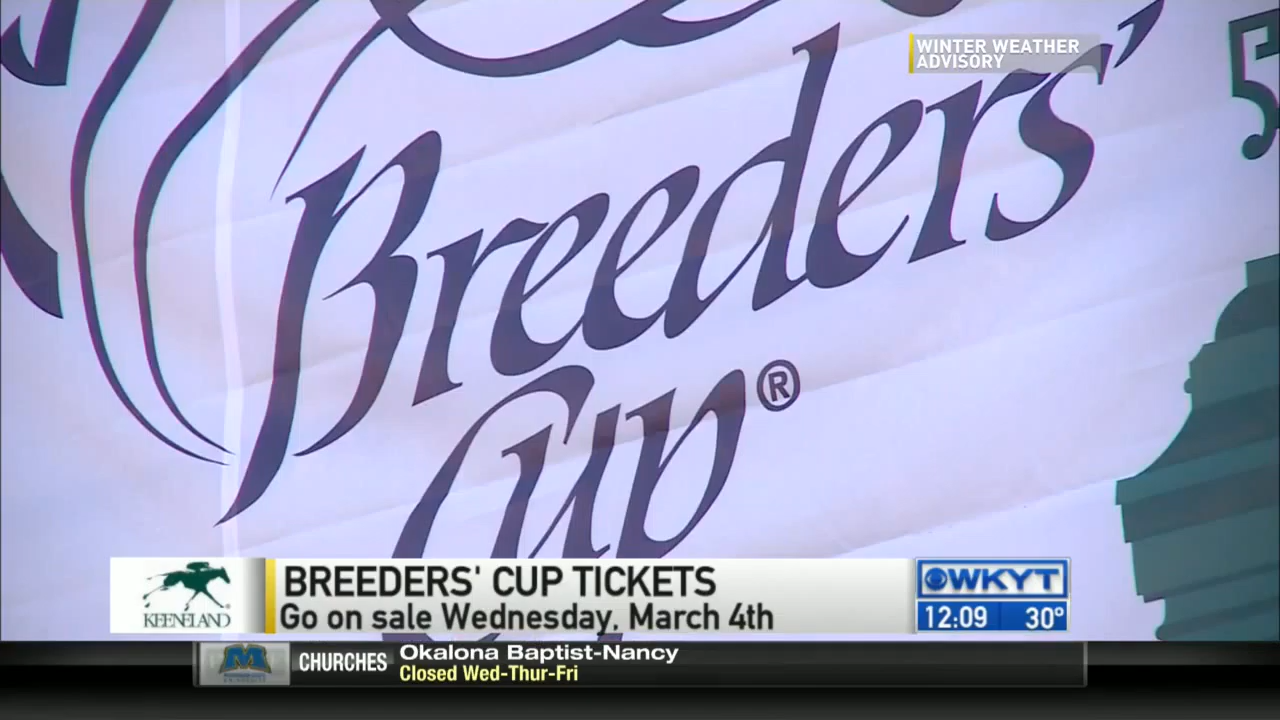 WINTER WEATHER
ADVISORY
Breeders'
Cup®
5
KEENELAND
BREEDERS' CUP TICKETS
Go on sale Wednesday, March 4th
WKYT
12:09 30°
CHURCHES
Okalona Baptist-Nancy
Closed Wed-Thur-Fri